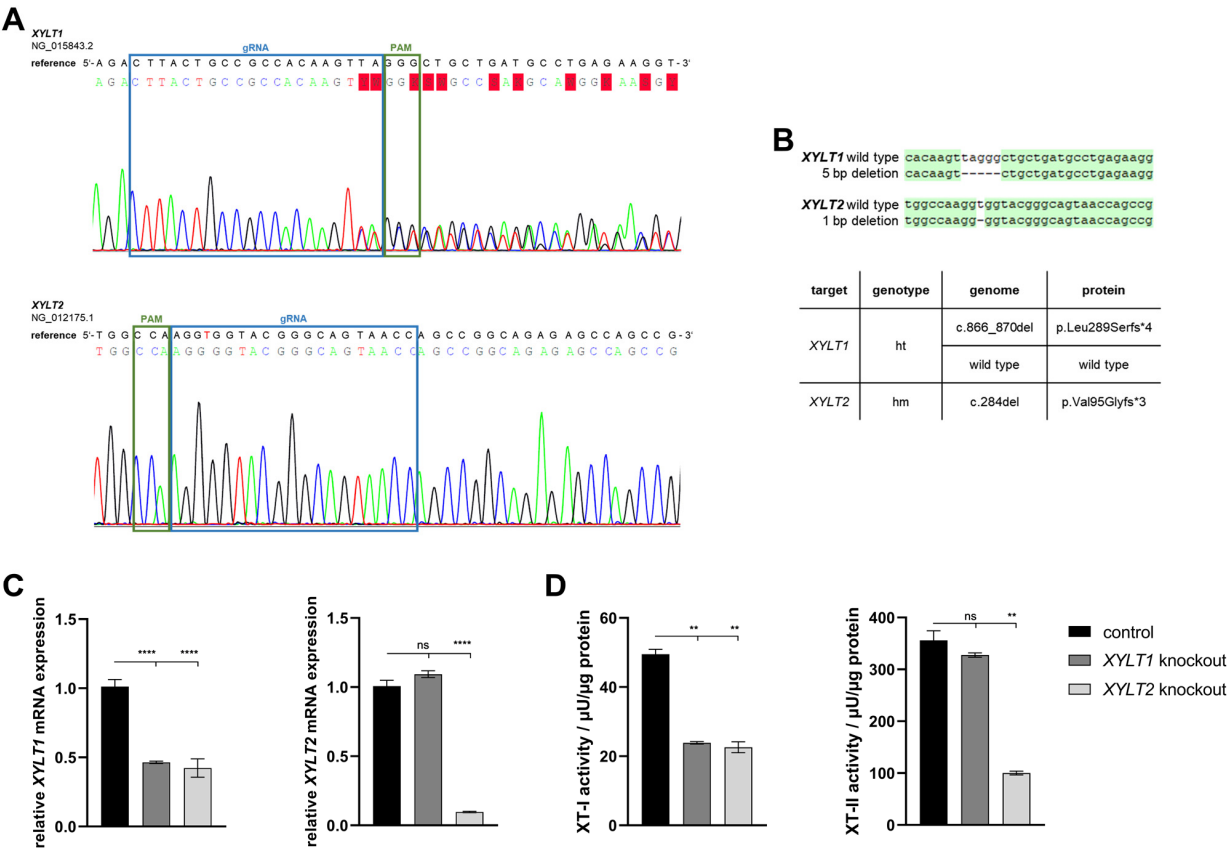 A
XYLT1
NG_015843.2
gRNA
PAM
reference 5'-AGACTTACTGCCGCCACAAGTTAGGGCTGCTGATGCCTGAGAAGGT-3'
AGACTTACTGCCGCCACAAGT
XYLT2
NG_012175.1
PAM
gRNA
reference 5'-TGGCCAAGGTGGTACGGGCAGTAACCAGCCGGCAGAGAGCCAGCCG-3'
TGGCCAAGGGGTACGGGCAGTAACCAGCCGGCAGAGAGCCAGCCG
B
XYLT1 wild type cacaagttagggctgctgatgcctgagaagg
5 bp deletion cacaagt-----ctgctgatgcctgagaagg
XYLT2 wild type tggccaaggtggtacgggcagtaaccagccg
1 bp deletion tggccaagg-ggtacgggcagtaaccagccg
target genotype genome protein
XYLT1 ht c.866_870del p.Leu289Serfs*4
wild type wild type
XYLT2 hm c.284del p.Val95Glyfs*3
C
relative XYLT1 mRNA expression
1.5
1.0
0.5
0.0
**** ****
relative XYLT2 mRNA expression
1.5
1.0
0.5
0.0
ns ****
D
XT-I activity / µU/µg protein
60
40
20
0
** **
XT-II activity / µU/µg protein
400
300
200
100
0
ns **
control
XYLT1 knockout
XYLT2 knockout